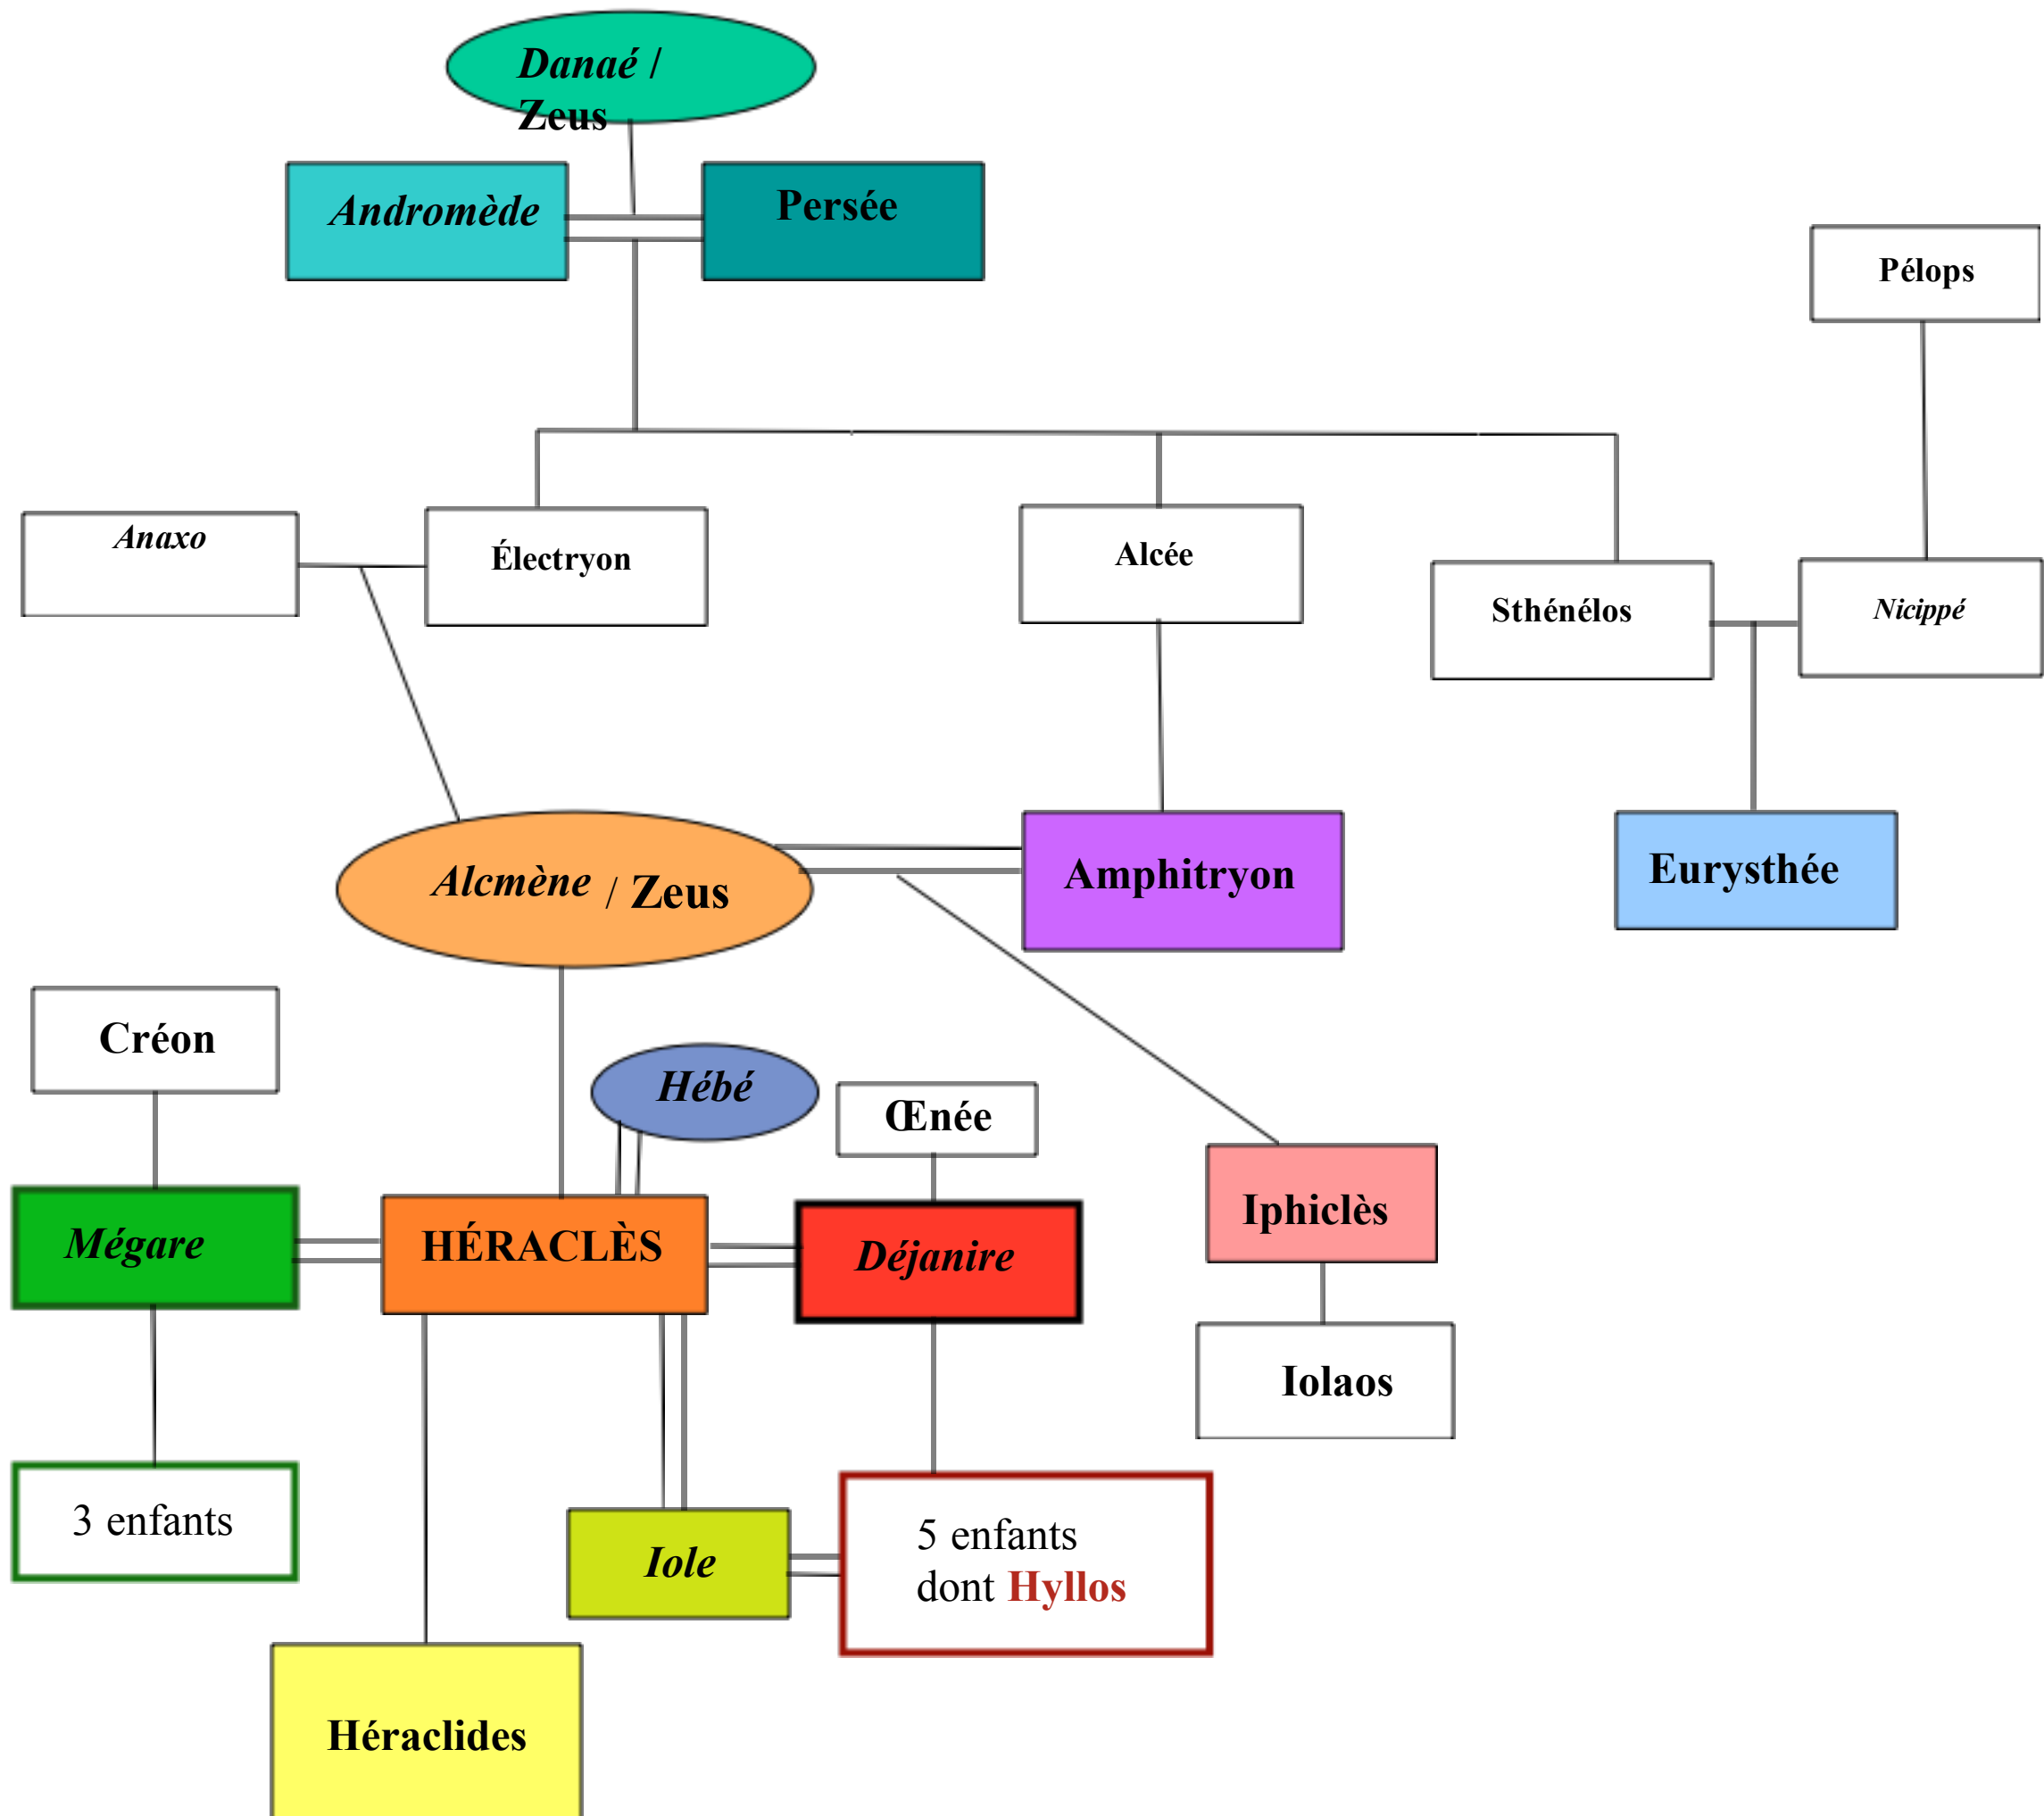 Danaé /
Zeus
Andromède
Persée
Pélops
Anaxo
Électryon
Alcée
Sthénélos
Nicippé
Alcmène / Zeus
Amphitryon
Eurysthée
Créon
Hébé
Œnée
Mégare
HÉRACLÈS
Déjanire
Iphiclès
Iolaos
3 enfants
Iole
5 enfants
dont Hyllos
Héraclides